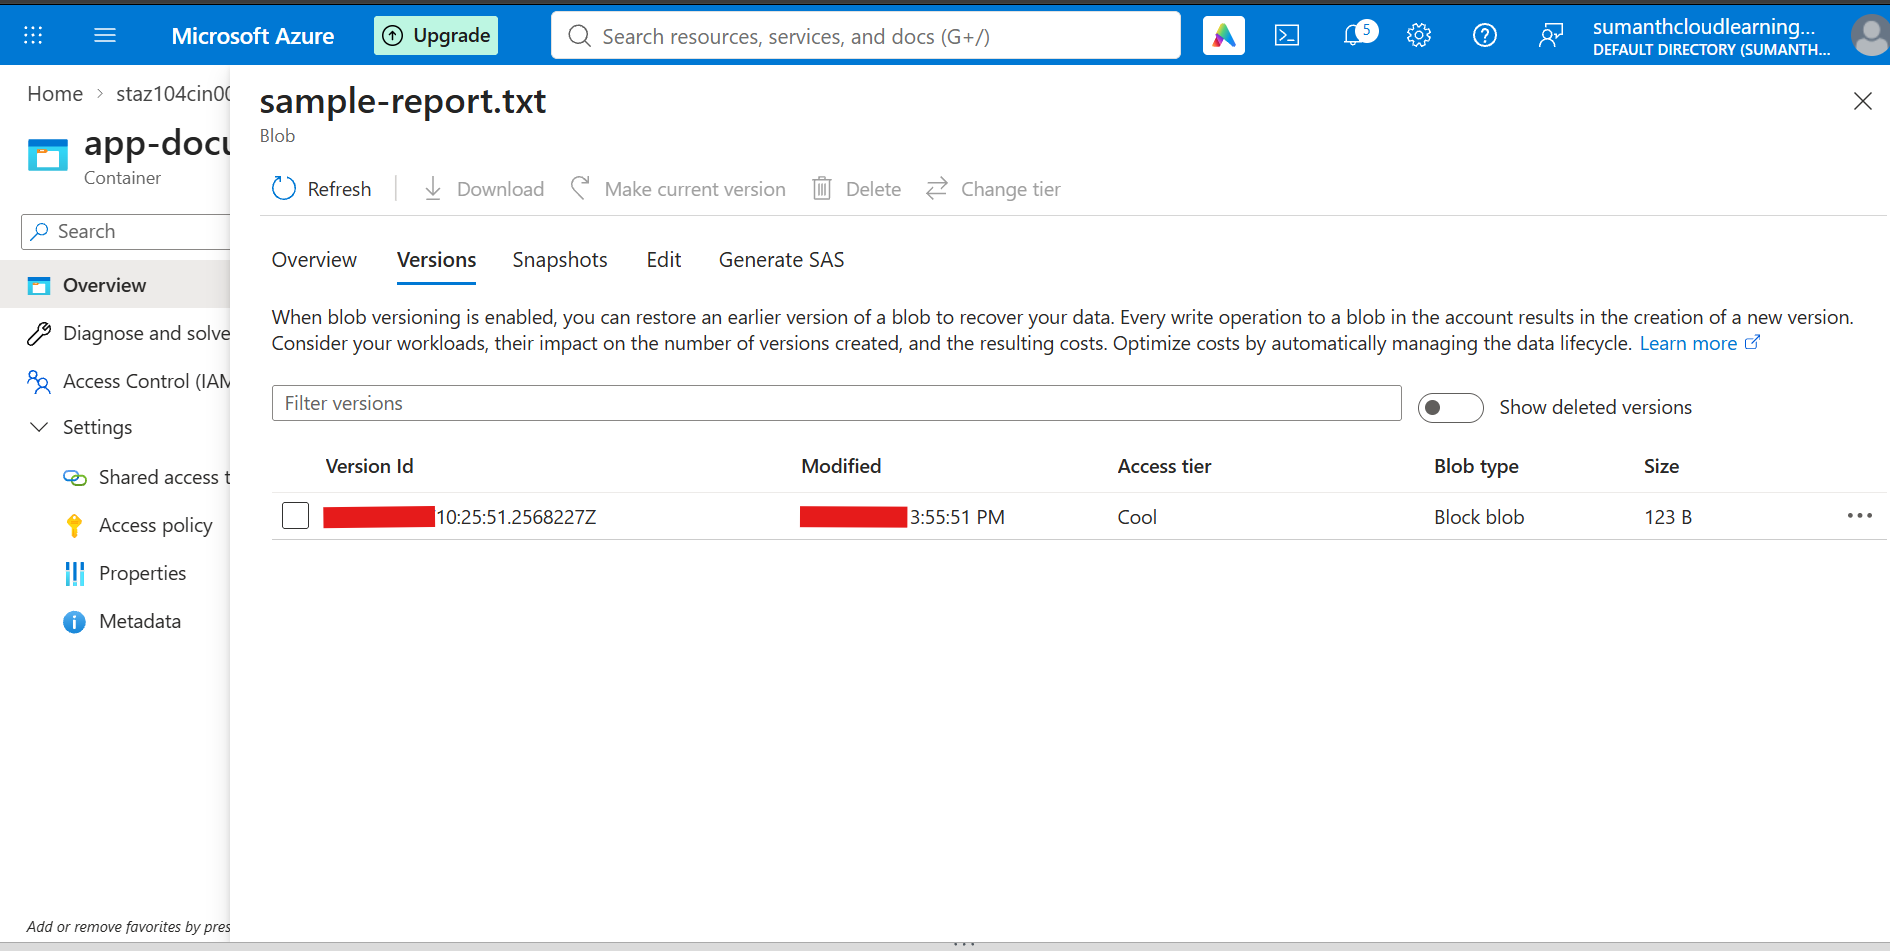 Microsoft Azure
Upgrade
Search resources, services, and docs (G+/)
5
sumanthcloudlearning...
DEFAULT DIRECTORY (SUMANTH...
Home > staz104cin00
app-docu
Container
Search
Overview
Diagnose and solve
Access Control (IAM
Settings
Shared access t
Access policy
Properties
Metadata
Add or remove favorites by pres
sample-report.txt
Blob
Refresh Download Make current version Delete Change tier
Overview Versions Snapshots Edit Generate SAS
When blob versioning is enabled, you can restore an earlier version of a blob to recover your data. Every write operation to a blob in the account results in the creation of a new version.
Consider your workloads, their impact on the number of versions created, and the resulting costs. Optimize costs by automatically managing the data lifecycle. Learn more
Filter versions
Show deleted versions
Version Id Modified Access tier Blob type Size
10:25:51.2568227Z 3:55:51 PM Cool Block blob 123 B